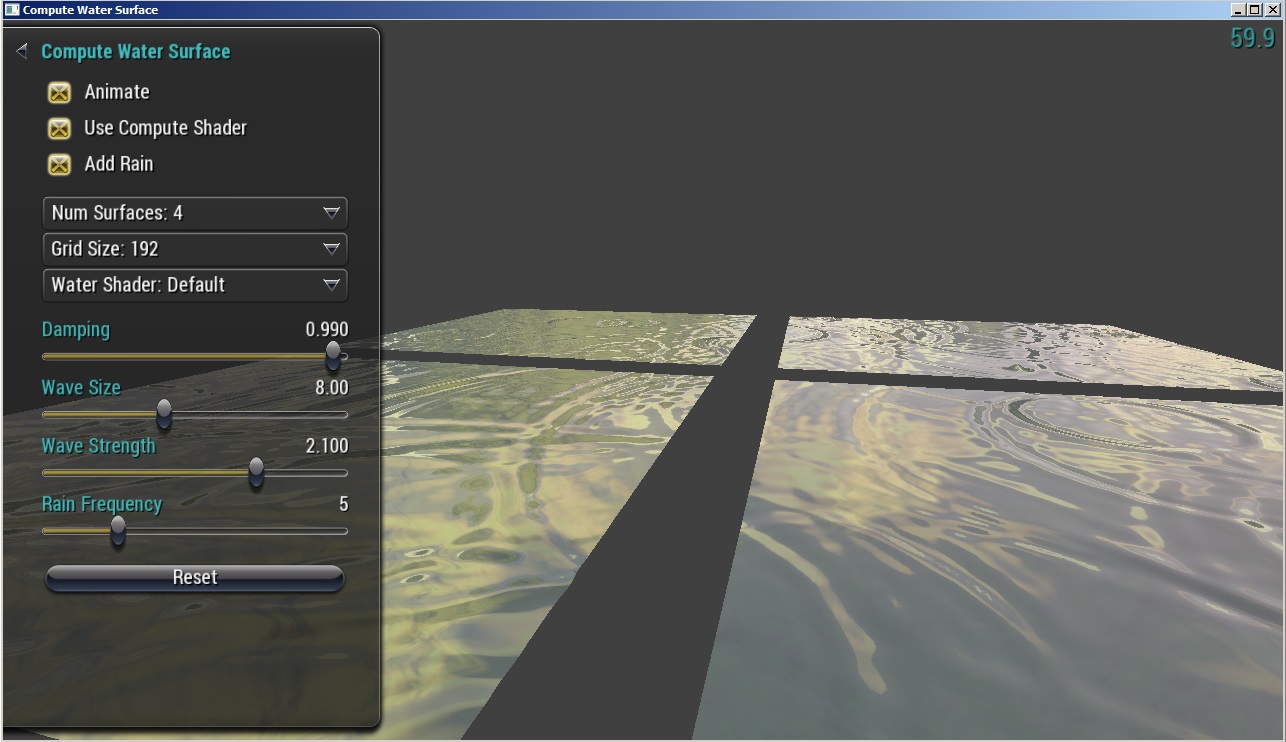 Compute Water Surface
59.9
Compute Water Surface
Animate
Use Compute Shader
Add Rain
Num Surfaces: 4
Grid Size: 192
Water Shader: Default
Damping 0.990
Wave Size 8.00
Wave Strength 2.100
Rain Frequency 5
Reset